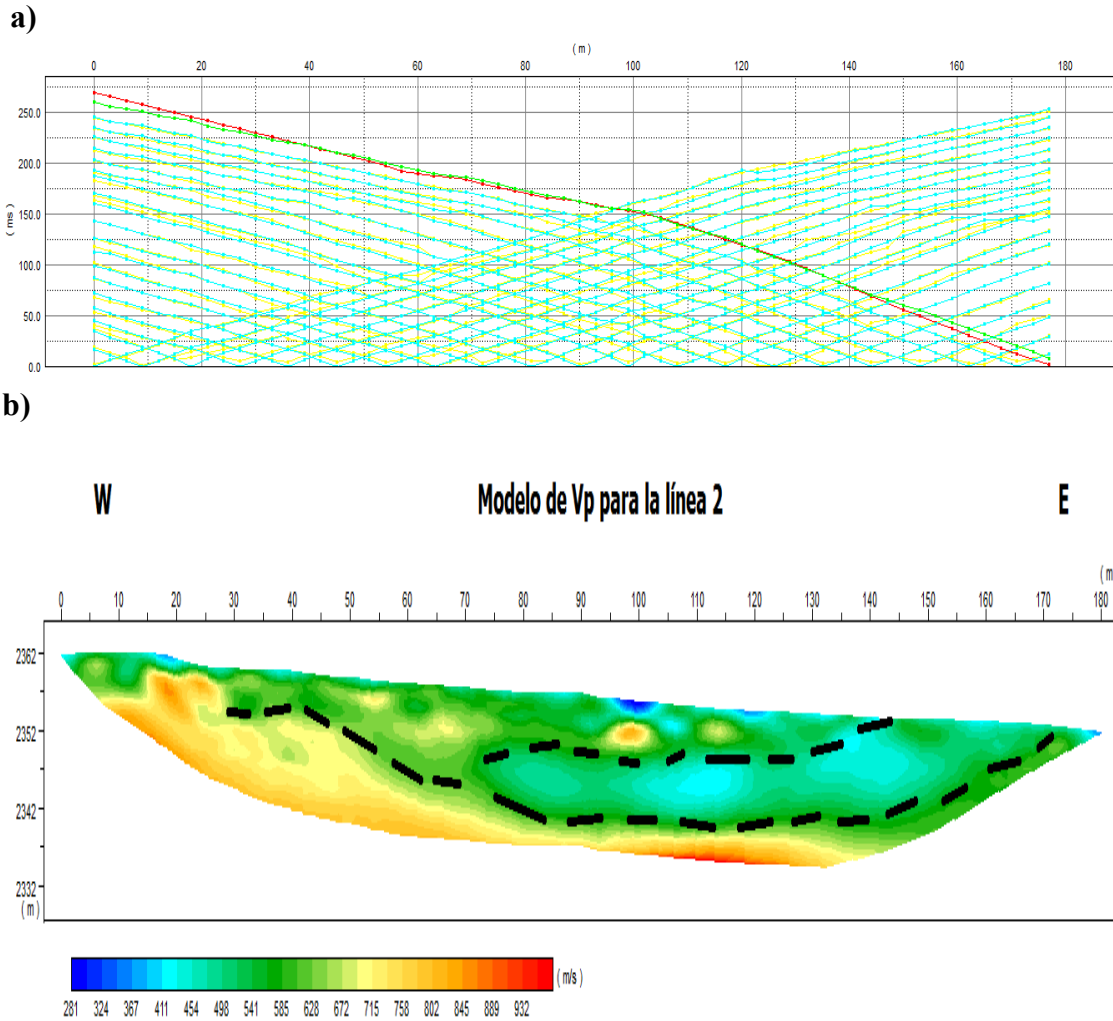 a)
( m )
0 20 40 60 80 100 120 140 160 180
250.0
200.0
150.0
100.0
50.0
0.0
( ms )
b)
W Modelo de Vp para la línea 2 E
( m
0 10 20 30 40 50 60 70 80 90 100 110 120 130 140 150 160 170 180
2362
2352
2342
2332
( m )
( m/s )
281 324 367 411 454 498 541 585 628 672 715 758 802 845 889 932